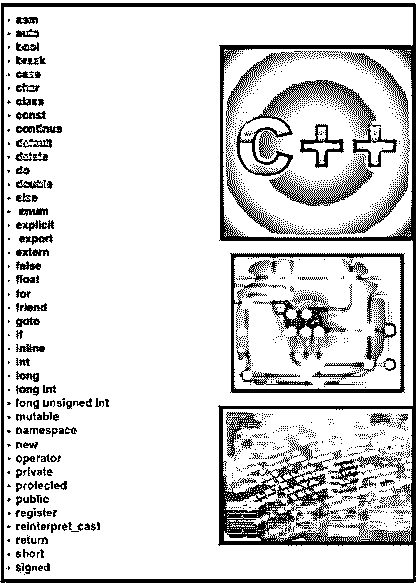 - asm
- auto
- bool
- break
- case
- char
- class
- const
- continue
- default
- delete
- do
- double
- else
- enum
- explicit
- export
- extern
- false
- float
- for
- friend
- goto
- if
- inline
- int
- long
- long int
- long unsigned int
- mutable
- namespace
- new
- operator
- private
- protected
- public
- register
- reinterpret_cast
- return
- short
- signed
C++